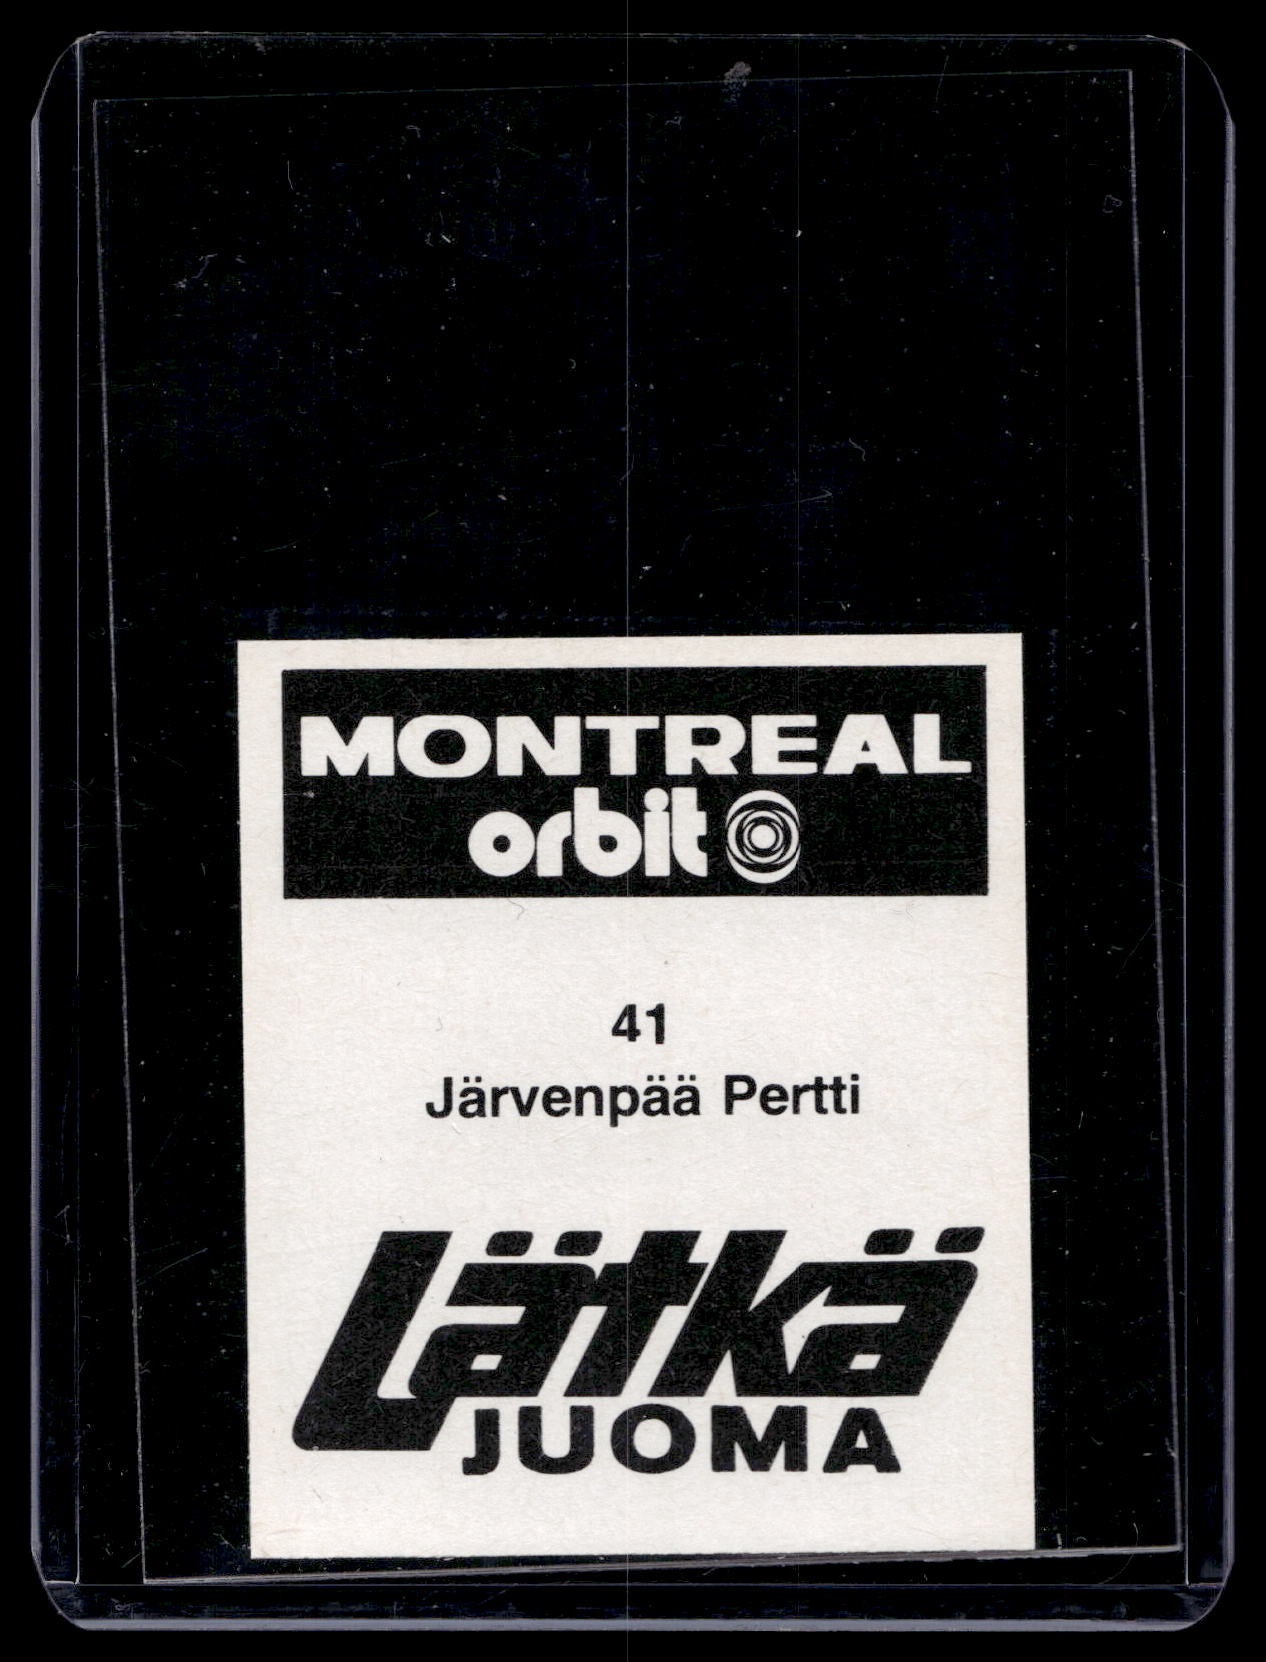 MONTREAL
orbit
41
Järvenpää Pertti
Lätkä
JUOMA